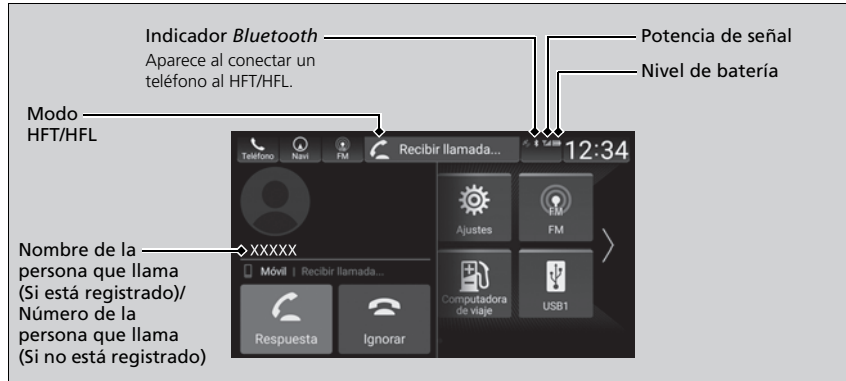 Indicador Bluetooth
Aparece al conectar un
teléfono al HFT/HFL.
Potencia de señal
Nivel de batería
Modo
HFT/HFL
Teléfono
Navi
FM
Recibir llamada...
12:34
Nombre de la
persona que llama
(Si está registrado)/
Número de la
persona que llama
(Si no está registrado)
XXXXX
Móvil | Recibir llamada...
Respuesta
Ignorar
Ajustes
FM
FM
Computadora
de viaje
USB1